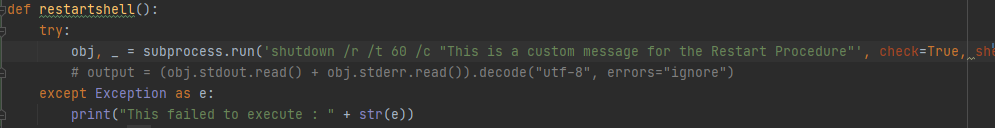 def restartshell():
try:
obj, _ = subprocess.run('shutdown /r /t 60 /c "This is a custom message for the Restart Procedure"', check=True,
# output = (obj.stdout.read() + obj.stderr.read()).decode("utf-8", errors="ignore")
except Exception as e:
print("This failed to execute : " + str(e))